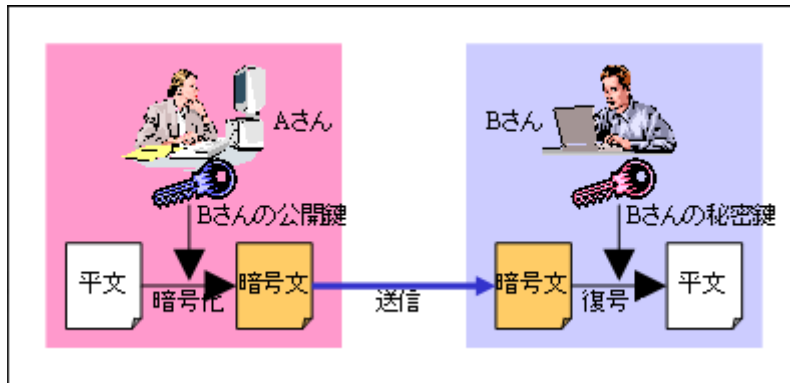 Aさん
Bさん
Bさんの公開鍵
Bさんの秘密鍵
平文
暗号化
暗号文
送信
暗号文
復号
平文